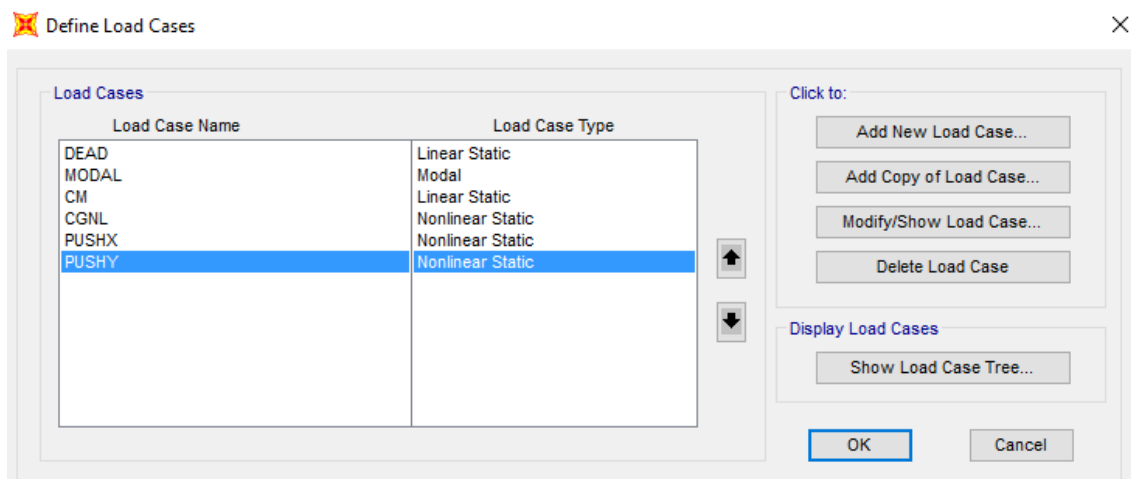 Define Load Cases
Load Cases
Load Case Name Load Case Type
DEAD Linear Static
MODAL Modal
CM Linear Static
CGNL Nonlinear Static
PUSHX Nonlinear Static
PUSHY Nonlinear Static
Click to:
Add New Load Case...
Add Copy of Load Case...
Modify/Show Load Case...
Delete Load Case
Display Load Cases
Show Load Case Tree...
OK Cancel